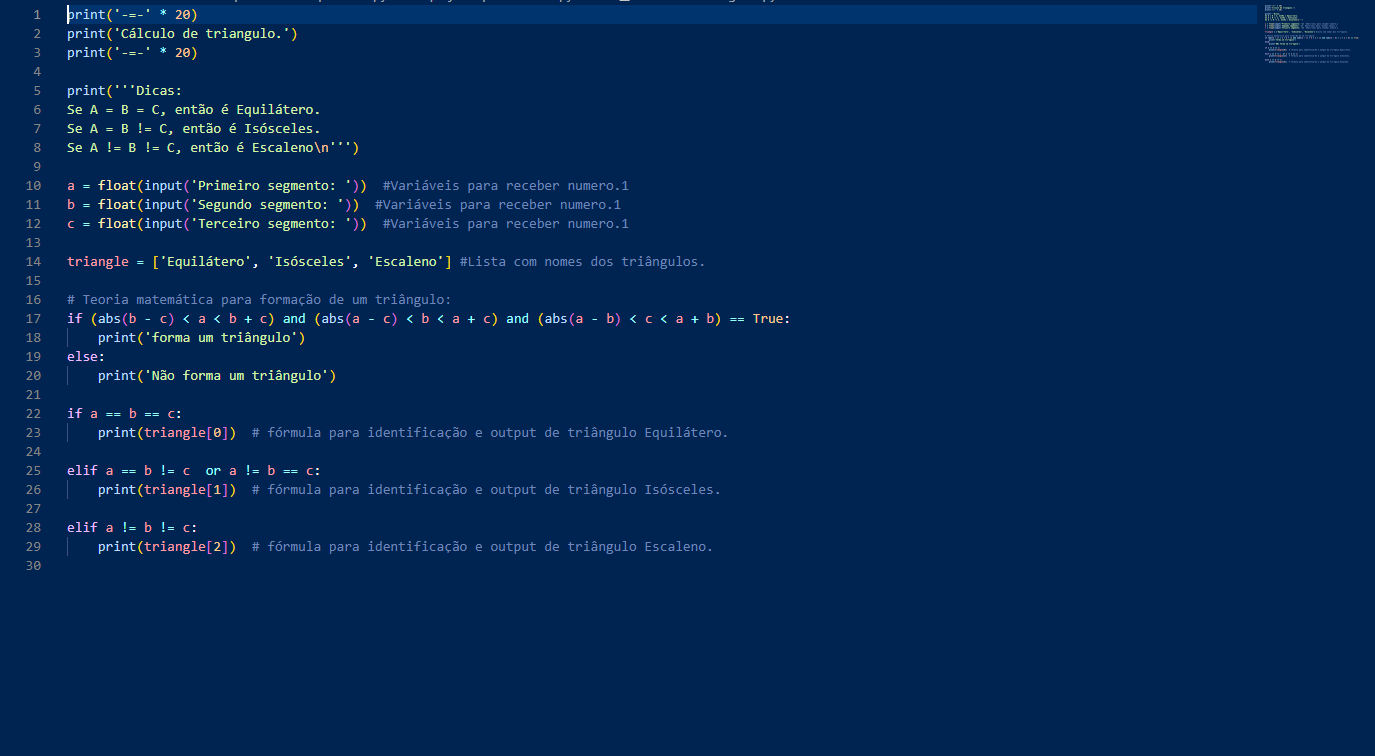 1 print('-=-' * 20)
2 print('Cálculo de triangulo.')
3 print('-=-' * 20)
4
5 print('''Dicas:
6 Se A = B = C, então é Equilátero.
7 Se A = B != C, então é Isósceles.
8 Se A != B != C, então é Escaleno\n''')
9
10 a = float(input('Primeiro segmento: '))  #Variáveis para receber numero.1
11 b = float(input('Segundo segmento: '))  #Variáveis para receber numero.1
12 c = float(input('Terceiro segmento: '))  #Variáveis para receber numero.1
13
14 triangle = ['Equilátero', 'Isósceles', 'Escaleno'] #Lista com nomes dos triângulos.
15
16 # Teoria matemática para formação de um triângulo:
17 if (abs(b - c) < a < b + c) and (abs(a - c) < b < a + c) and (abs(a - b) < c < a + b) == True:
18     print('forma um triângulo')
19 else:
20     print('Não forma um triângulo')
21
22 if a == b == c:
23     print(triangle[0])  # fórmula para identificação e output de triângulo Equilátero.
24
25 elif a == b != c  or a != b == c:
26     print(triangle[1])  # fórmula para identificação e output de triângulo Isósceles.
27
28 elif a != b != c:
29     print(triangle[2])  # fórmula para identificação e output de triângulo Escaleno.
30